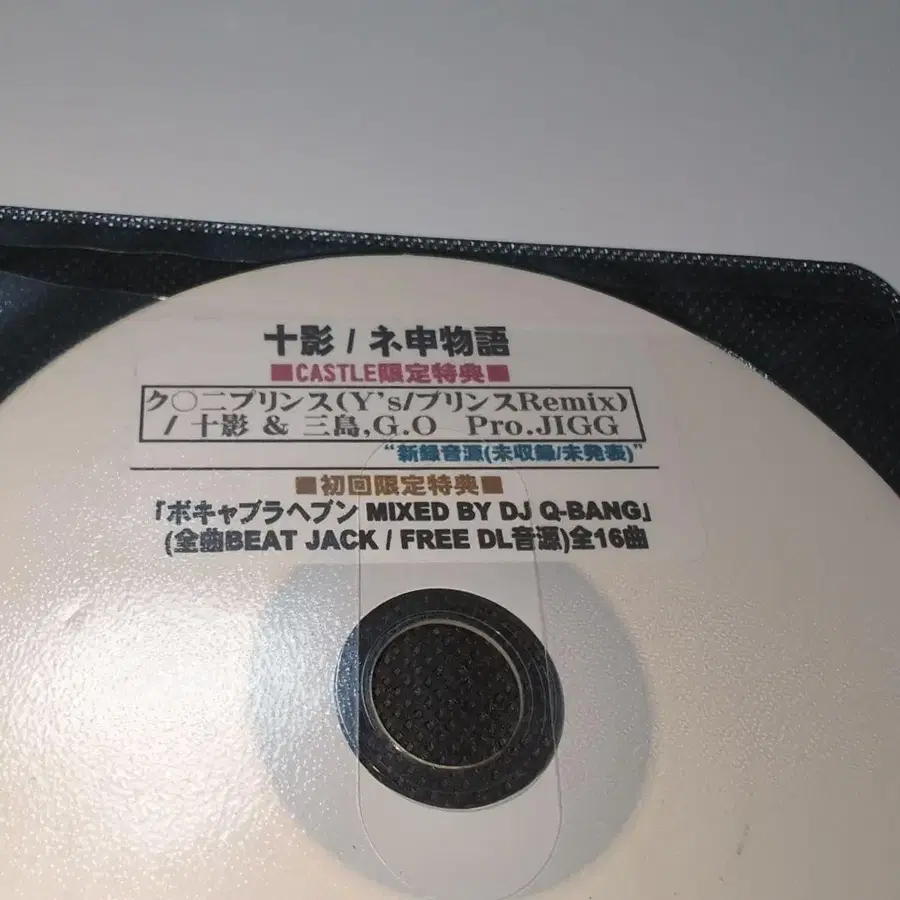 十影 / ネ申物語
■CASTLE限定特典■
ク〇二プリンス(Y's/プリンスRemix)
/ 十影 & 三島,G.O Pro.JIGG
“新録音源(未収録/未発表)”
■初回限定特典■
「ボキャブラヘブン MIXED BY DJ Q-BANG」
(全曲BEAT JACK / FREE DL音源)全16曲